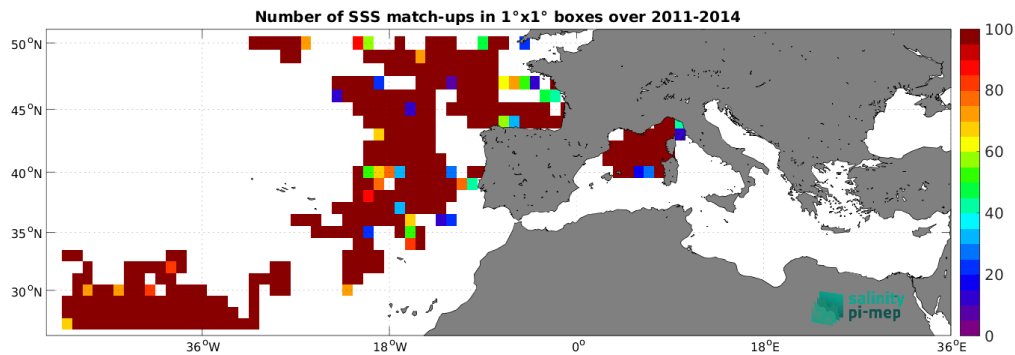 Number of SSS match-ups in 1°x1° boxes over 2011-2014
50°N
45°N
40°N
35°N
30°N
36°W
18°W
0°
18°E
36°E
100
80
60
40
20
0
salinity
pi-mep